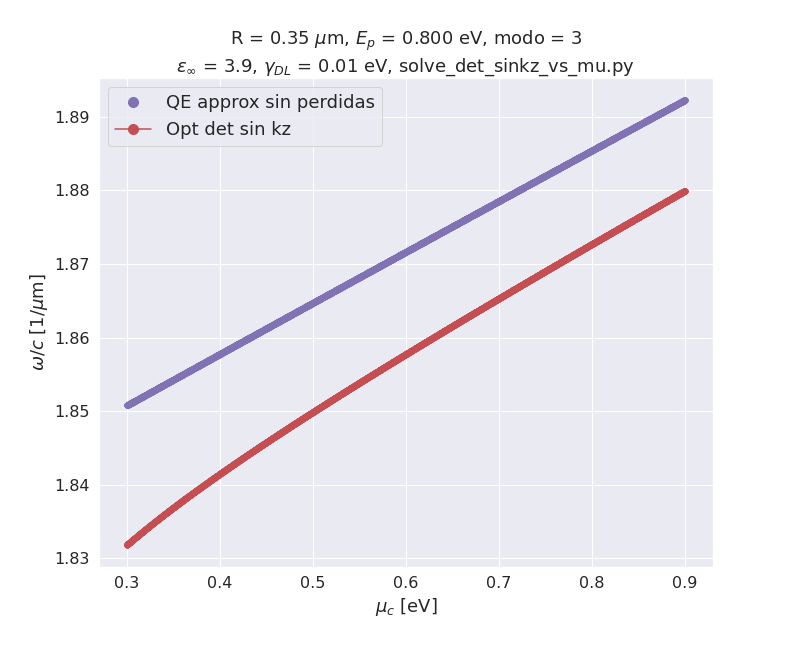 R = 0.35 μm, E_p = 0.800 eV, modo = 3
ε_∞ = 3.9, γ_DL = 0.01 eV, solve_det_sinkz_vs_mu.py
QE approx sin perdidas
Opt det sin kz
1.89
1.88
1.87
1.86
1.85
1.84
1.83
ω/c [1/μm]
0.3 0.4 0.5 0.6 0.7 0.8 0.9
μ_c [eV]